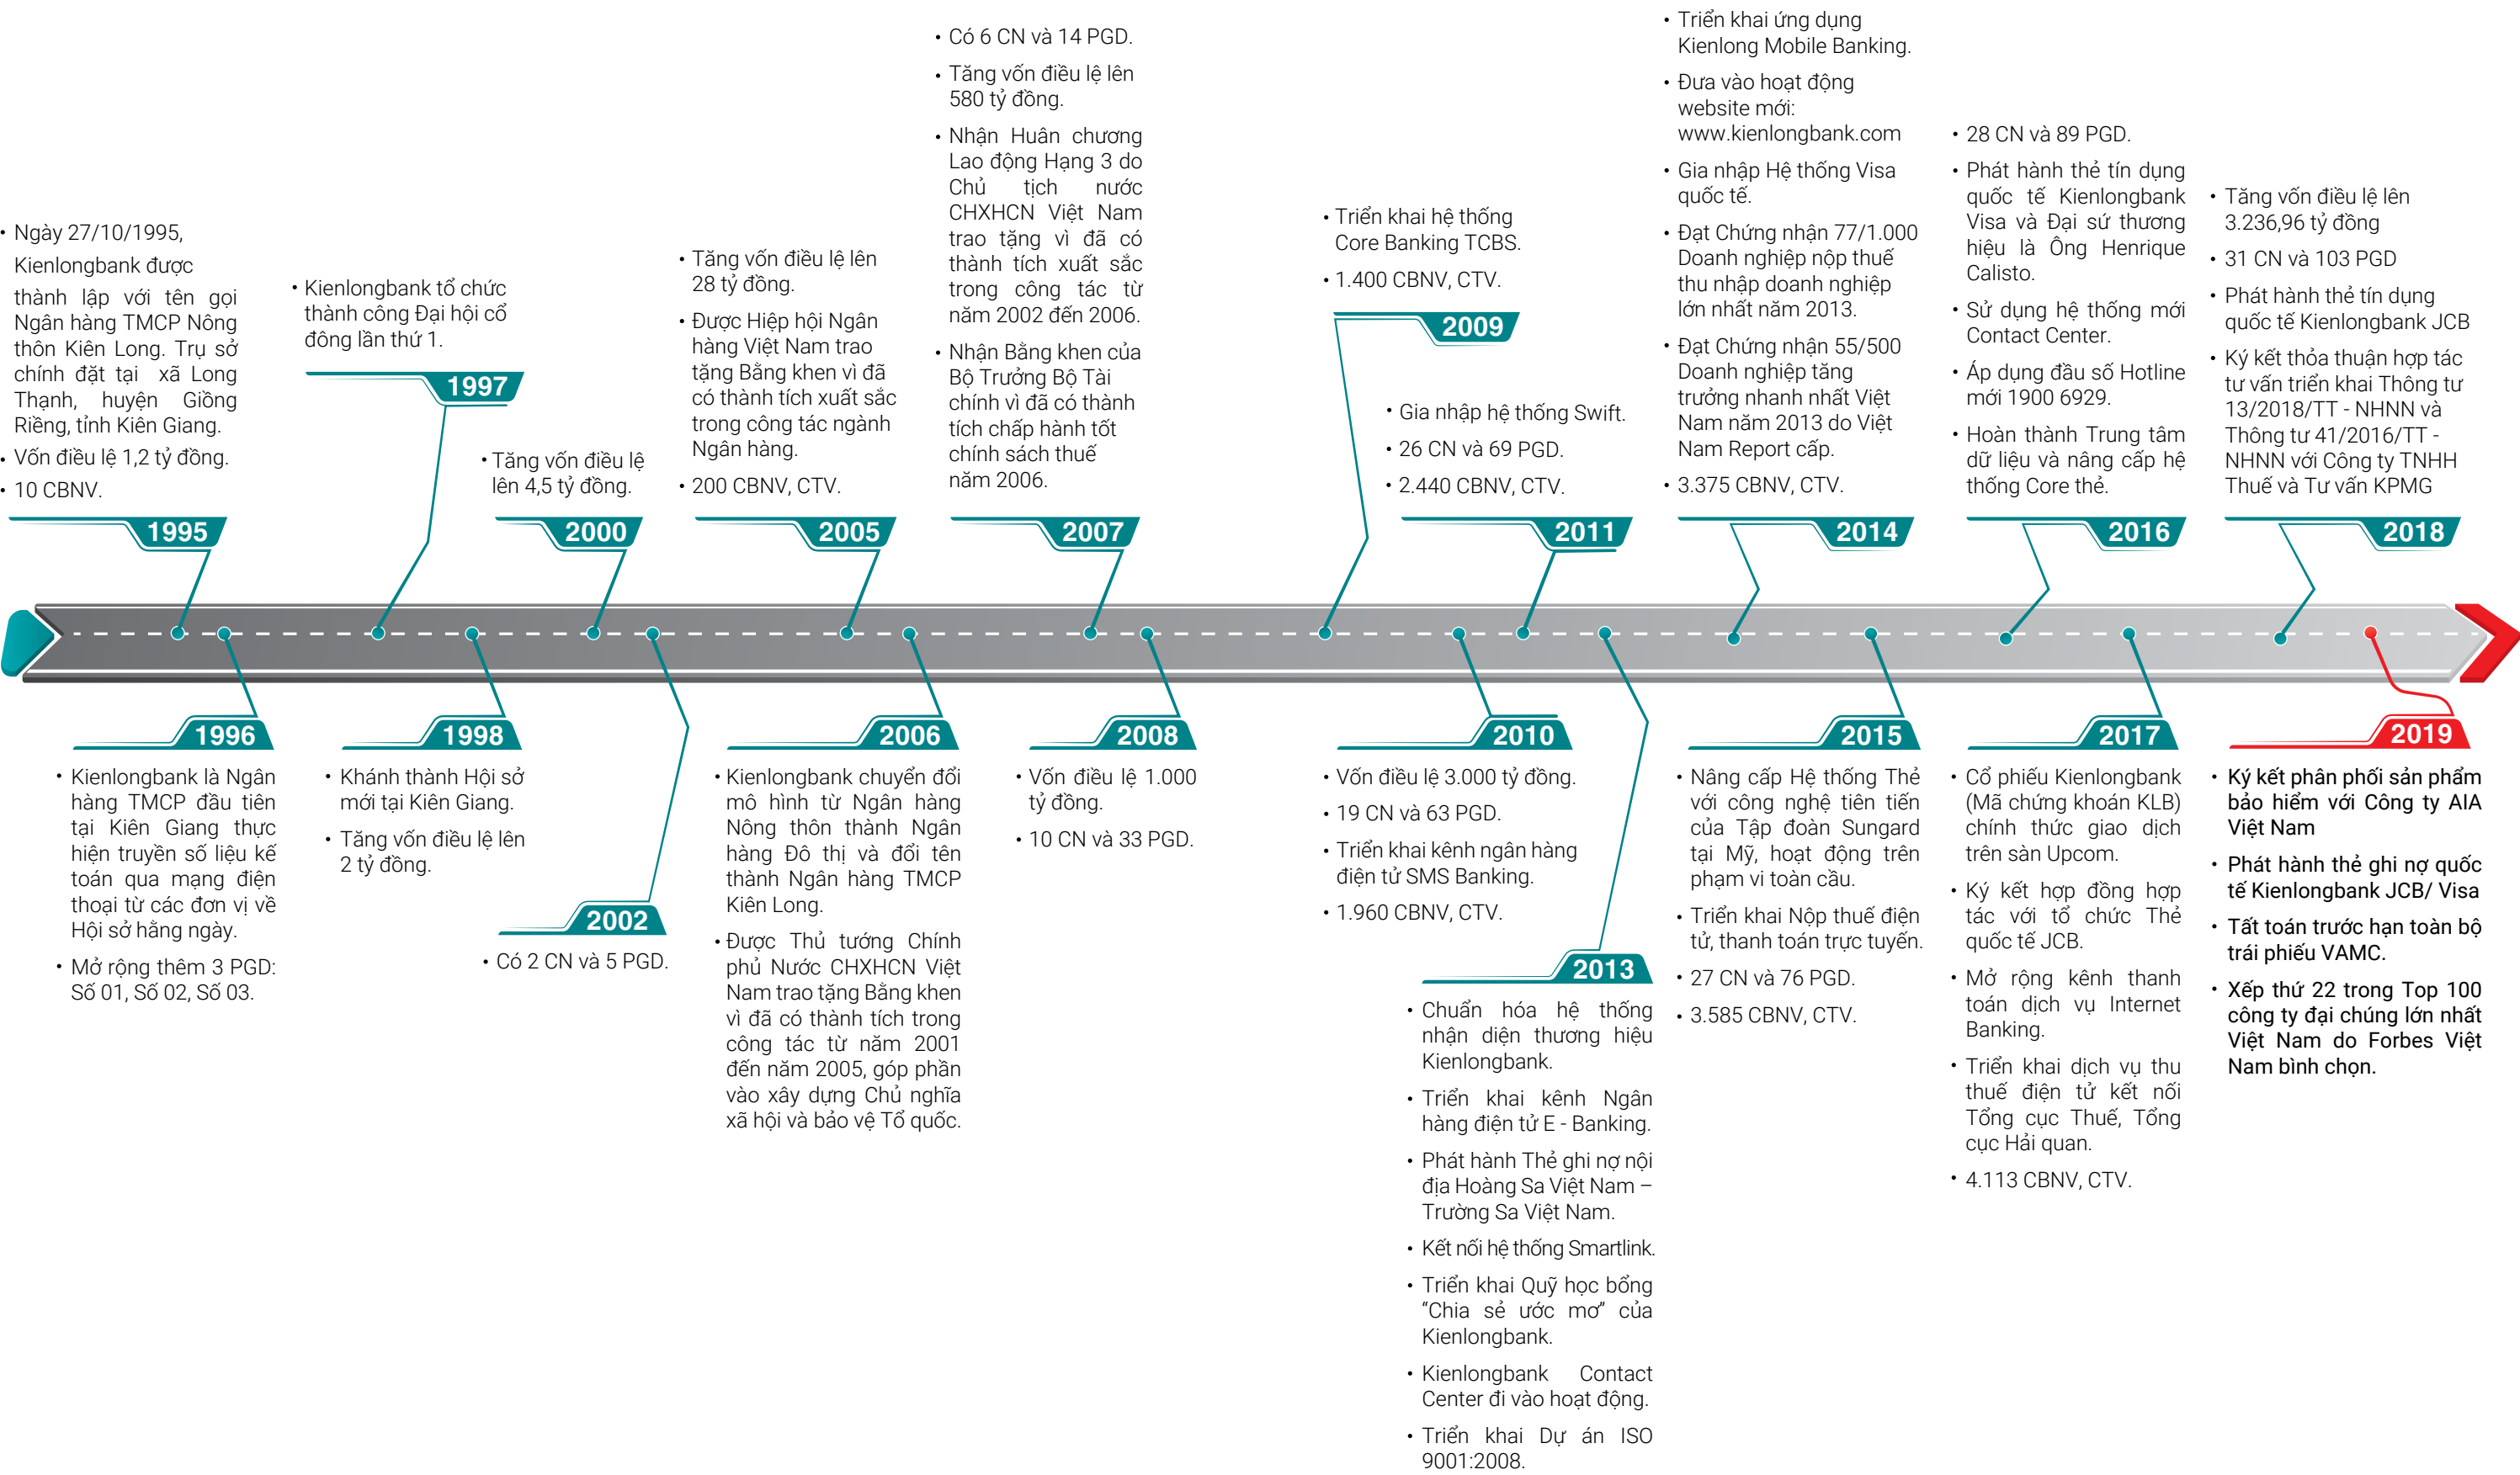 • Ngày 27/10/1995,
Kienlongbank được
thành lập với tên gọi
Ngân hàng TMCP Nông
thôn Kiên Long. Trụ sở
chính đặt tại xã Long
Thạnh, huyện Giồng
Riềng, tỉnh Kiên Giang.
• Vốn điều lệ 1,2 tỷ đồng.
• 10 CBNV.
1995
1996
• Kienlongbank là Ngân
hàng TMCP đầu tiên
tại Kiên Giang thực
hiện truyền số liệu kế
toán qua mạng điện
thoại từ các đơn vị về
Hội sở hằng ngày.
• Mở rộng thêm 3 PGD:
Số 01, Số 02, Số 03.
• Kienlongbank tổ chức
thành công Đại hội cổ
đông lần thứ 1.
1997
1998
• Khánh thành Hội sở
mới tại Kiên Giang.
• Tăng vốn điều lệ lên
2 tỷ đồng.
• Tăng vốn điều lệ
lên 4,5 tỷ đồng.
2000
2002
• Có 2 CN và 5 PGD.
• Tăng vốn điều lệ lên
28 tỷ đồng.
• Được Hiệp hội Ngân
hàng Việt Nam trao
tặng Bằng khen vì đã
có thành tích xuất sắc
trong công tác ngành
Ngân hàng.
• 200 CBNV, CTV.
2005
2006
• Kienlongbank chuyển đổi
mô hình từ Ngân hàng
Nông thôn thành Ngân
hàng Đô thị và đổi tên
thành Ngân hàng TMCP
Kiên Long.
• Được Thủ tướng Chính
phủ Nước CHXHCN Việt
Nam trao tặng Bằng khen
vì đã có thành tích trong
công tác từ năm 2001
đến năm 2005, góp phần
vào xây dựng Chủ nghĩa
xã hội và bảo vệ Tổ quốc.
• Có 6 CN và 14 PGD.
• Tăng vốn điều lệ lên
580 tỷ đồng.
• Nhận Huân chương
Lao động Hạng 3 do
Chủ tịch nước
CHXHCN Việt Nam
trao tặng vì đã có
thành tích xuất sắc
trong công tác từ
năm 2002 đến 2006.
• Nhận Bằng khen của
Bộ Trưởng Bộ Tài
chính vì đã có thành
tích chấp hành tốt
chính sách thuế
năm 2006.
2007
2008
• Vốn điều lệ 1.000
tỷ đồng.
• 10 CN và 33 PGD.
• Triển khai hệ thống
Core Banking TCBS.
• 1.400 CBNV, CTV.
2009
2010
• Vốn điều lệ 3.000 tỷ đồng.
• 19 CN và 63 PGD.
• Triển khai kênh ngân hàng
điện tử SMS Banking.
• 1.960 CBNV, CTV.
• Gia nhập hệ thống Swift.
• 26 CN và 69 PGD.
• 2.440 CBNV, CTV.
2011
2013
• Chuẩn hóa hệ thống
nhận diện thương hiệu
Kienlongbank.
• Triển khai kênh Ngân
hàng điện tử E - Banking.
• Phát hành Thẻ ghi nợ nội
địa Hoàng Sa Việt Nam –
Trường Sa Việt Nam.
• Kết nối hệ thống Smartlink.
• Triển khai Quỹ học bổng
“Chia sẻ ước mơ” của
Kienlongbank.
• Kienlongbank Contact
Center đi vào hoạt động.
• Triển khai Dự án ISO
9001:2008.
• Triển khai ứng dụng
Kienlong Mobile Banking.
• Đưa vào hoạt động
website mới:
www.kienlongbank.com
• Gia nhập Hệ thống Visa
quốc tế.
• Đạt Chứng nhận 77/1.000
Doanh nghiệp nộp thuế
thu nhập doanh nghiệp
lớn nhất năm 2013.
• Đạt Chứng nhận 55/500
Doanh nghiệp tăng
trưởng nhanh nhất Việt
Nam năm 2013 do Việt
Nam Report cấp.
• 3.375 CBNV, CTV.
2014
2015
• Nâng cấp Hệ thống Thẻ
với công nghệ tiên tiến
của Tập đoàn Sungard
tại Mỹ, hoạt động trên
phạm vi toàn cầu.
• Triển khai Nộp thuế điện
tử, thanh toán trực tuyến.
• 27 CN và 76 PGD.
• 3.585 CBNV, CTV.
• 28 CN và 89 PGD.
• Phát hành thẻ tín dụng
quốc tế Kienlongbank
Visa và Đại sứ thương
hiệu là Ông Henrique
Calisto.
• Sử dụng hệ thống mới
Contact Center.
• Áp dụng đầu số Hotline
mới 1900 6929.
• Hoàn thành Trung tâm
dữ liệu và nâng cấp hệ
thống Core thẻ.
2016
2017
• Cổ phiếu Kienlongbank
(Mã chứng khoán KLB)
chính thức giao dịch
trên sàn Upcom.
• Ký kết hợp đồng hợp
tác với tổ chức Thẻ
quốc tế JCB.
• Mở rộng kênh thanh
toán dịch vụ Internet
Banking.
• Triển khai dịch vụ thu
thuế điện tử kết nối
Tổng cục Thuế, Tổng
cục Hải quan.
• 4.113 CBNV, CTV.
• Tăng vốn điều lệ lên
3.236,96 tỷ đồng
• 31 CN và 103 PGD
• Phát hành thẻ tín dụng
quốc tế Kienlongbank JCB
• Ký kết thỏa thuận hợp tác
tư vấn triển khai Thông tư
13/2018/TT - NHNN và
Thông tư 41/2016/TT -
NHNN với Công ty TNHH
Thuế và Tư vấn KPMG
2018
2019
• Ký kết phân phối sản phẩm
bảo hiểm với Công ty AIA
Việt Nam
• Phát hành thẻ ghi nợ quốc
tế Kienlongbank JCB/ Visa
• Tất toán trước hạn toàn bộ
trái phiếu VAMC.
• Xếp thứ 22 trong Top 100
công ty đại chúng lớn nhất
Việt Nam do Forbes Việt
Nam bình chọn.